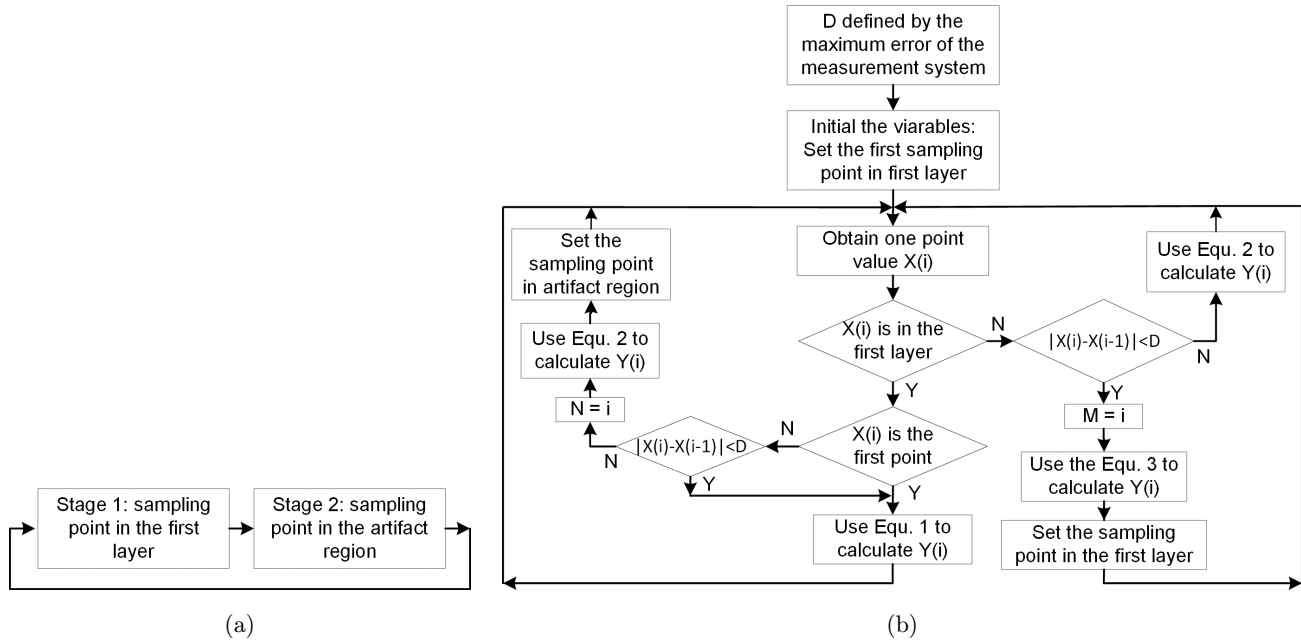 D defined by the
maximum error of the
measurement system
Initial the viarables:
Set the first sampling
point in first layer
Obtain one point
value X(i)
X(i) is in the
first layer
N
|X(i)-X(i-1)|<D
N
Use Equ. 2 to
calculate Y(i)
Y
M = i
Use the Equ. 3 to
calculate Y(i)
Set the sampling
point in the first layer
Y
X(i) is the
first point
N
|X(i)-X(i-1)|<D
N
N = i
Use Equ. 2 to
calculate Y(i)
Set the
sampling point
in artifact region
Y
Y
Use Equ. 1 to
calculate Y(i)
Stage 1: sampling
point in the first
layer
Stage 2: sampling
point in the artifact
region
(a)
(b)